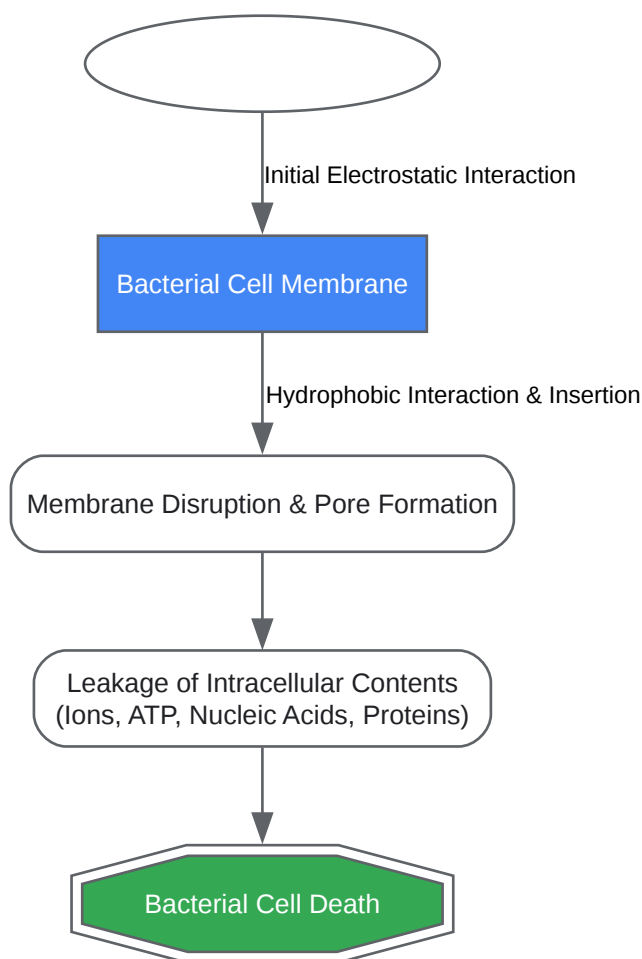 Initial Electrostatic Interaction
Bacterial Cell Membrane
Hydrophobic Interaction & Insertion
Membrane Disruption & Pore Formation
Leakage of Intracellular Contents
(Ions, ATP, Nucleic Acids, Proteins)
Bacterial Cell Death